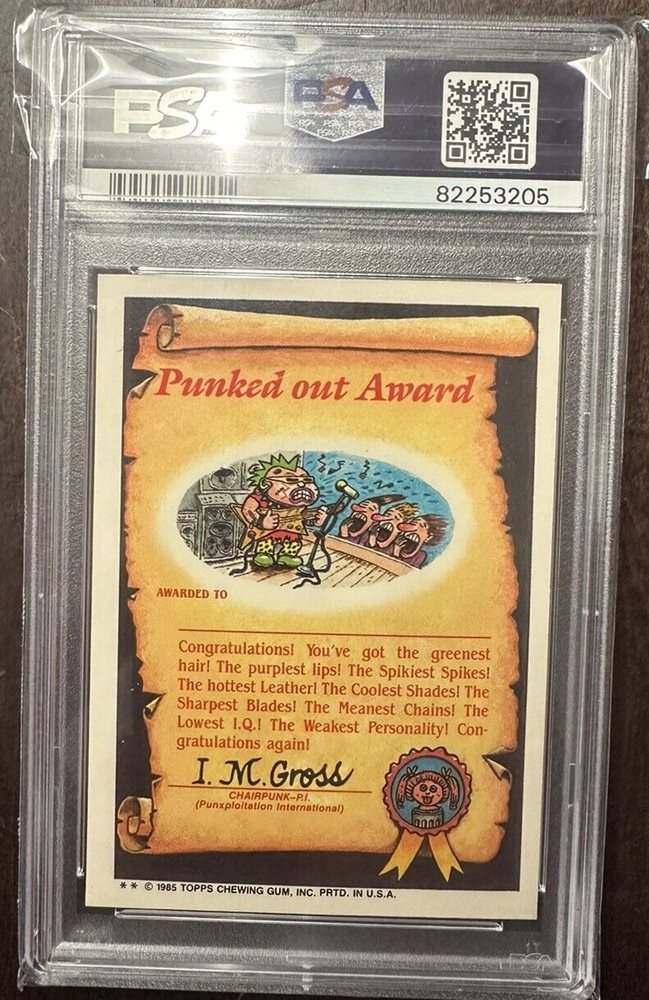 PSA
PSA
82253205
Punked out Award
AWARDED TO
Congratulations! You've got the greenest
hair! The purplest lips! The Spikiest Spikes!
The hottest Leather! The Coolest Shades! The
Sharpest Blades! The Meanest Chains! The
Lowest I.Q.! The Weakest Personality! Con-
gratulations again!
I. M. Gross
CHAIRPUNK–P.I.
(Punxploitation International)
** © 1985 TOPPS CHEWING GUM, INC. PRTD. IN U.S.A.